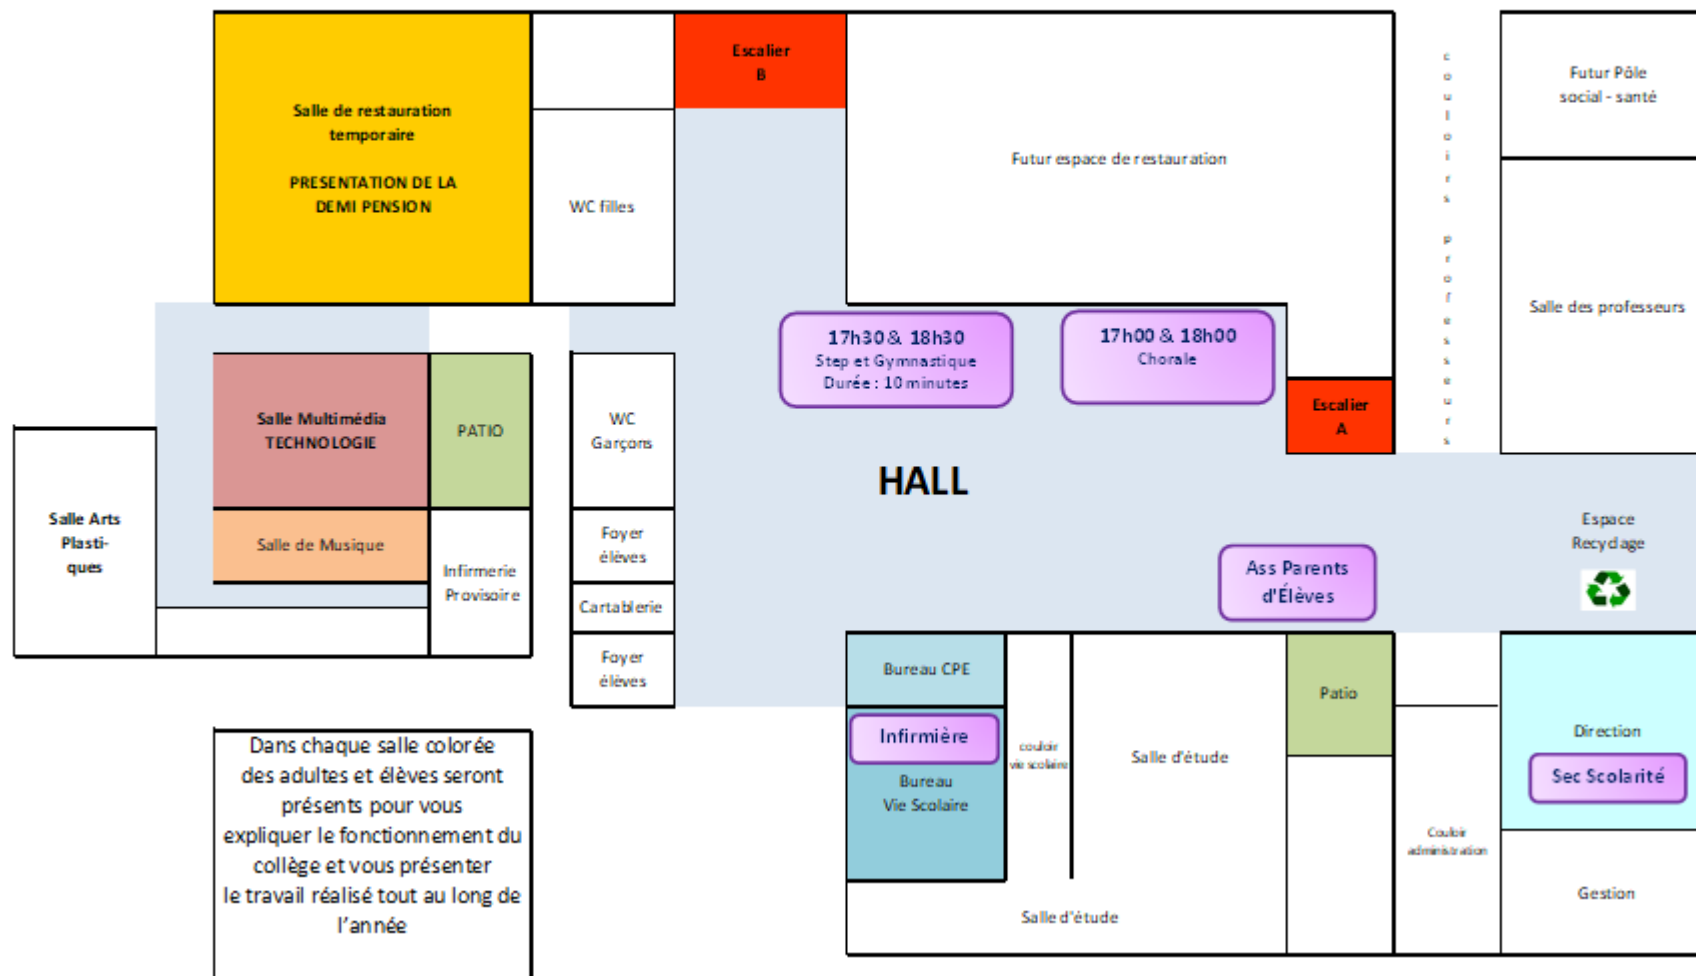 Escalier
B
Salle de restauration
temporaire
PRESENTATION DE LA
DEMI PENSION
WC filles
Futur espace de restauration
couloirs professeurs
Futur Pôle
social - santé
Salle des professeurs
17h30 & 18h30
Step et Gymnastique
Durée : 10 minutes
17h00 & 18h00
Chorale
Escalier
A
Salle Multimédia
TECHNOLOGIE
PATIO
WC
Garçons
HALL
Salle Arts
Plasti-
ques
Salle de Musique
Infirmerie
Provisoire
Foyer
élèves
Cartablerie
Foyer
élèves
Espace
Recyclage
Ass Parents
d'Élèves
Bureau CPE
Infirmière
Bureau
Vie Scolaire
couloir
vie scolaire
Salle d'étude
Patio
Direction
Sec Scolarité
Couloir
administration
Gestion
Salle d'étude
Dans chaque salle colorée
des adultes et élèves seront
présents pour vous
expliquer le fonctionnement du
collège et vous présenter
le travail réalisé tout au long de
l'année